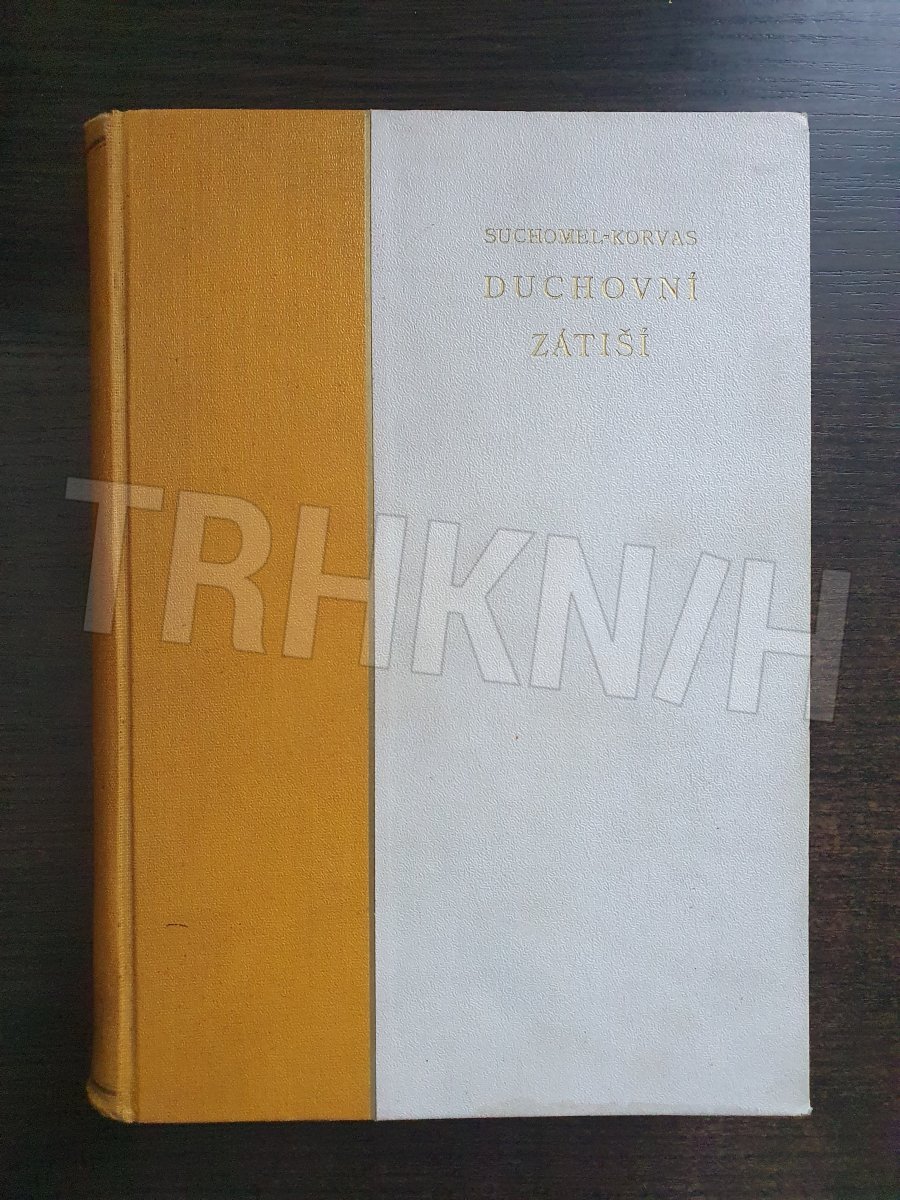 SUCHOMEL-KORVAS
DUCHOVNÍ
ZÁTIŠÍ
TRHKNIH